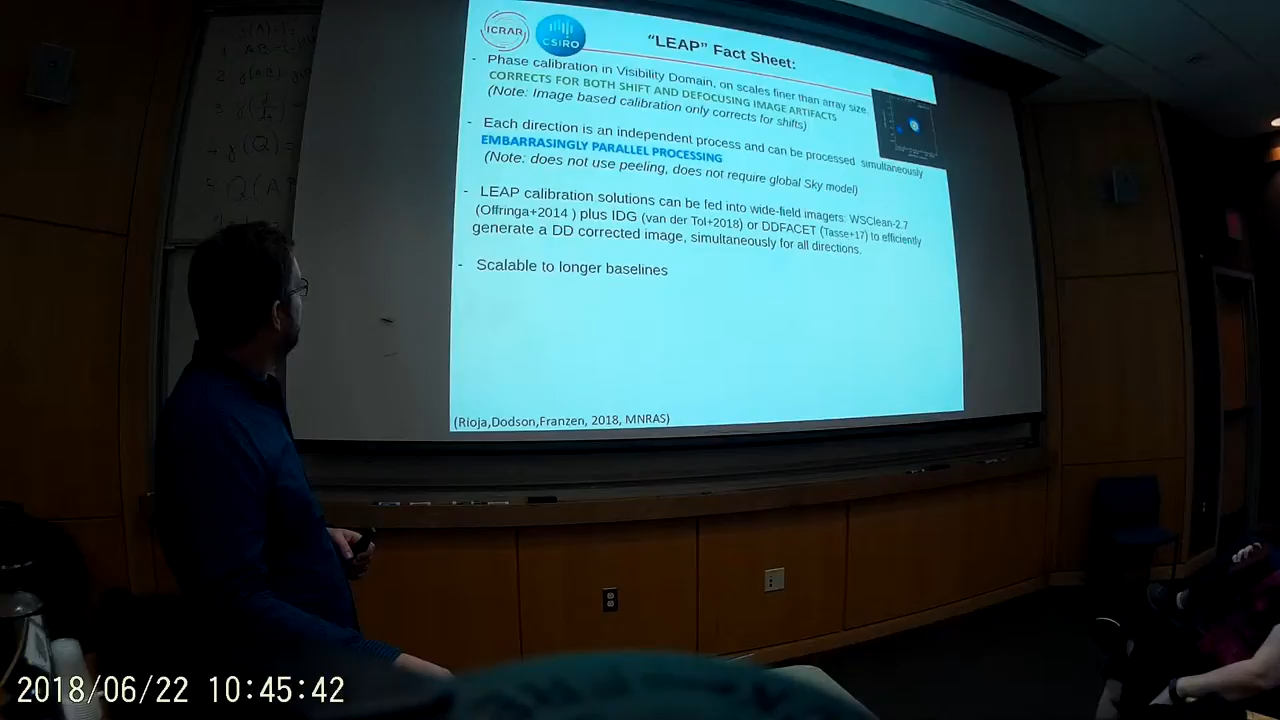 ICRAR
CSIRO
“LEAP” Fact Sheet:
- Phase calibration in Visibility Domain, on scales finer than array size.
CORRECTS FOR BOTH SHIFT AND DEFOCUSING IMAGE ARTIFACTS
(Note: Image based calibration only corrects for shifts)
- Each direction is an independent process and can be processed simultaneously
EMBARRASINGLY PARALLEL PROCESSING
(Note: does not use peeling, does not require global Sky model)
- LEAP calibration solutions can be fed into wide-field imagers: WSClean-2.7
(Offringa+2014 ) plus IDG (van der Tol+2018) or DDFACET (Tasse+17) to efficiently
generate a DD corrected image, simultaneously for all directions.
- Scalable to longer baselines
(Rioja,Dodson,Franzen, 2018, MNRAS)
2018/06/22 10:45:42